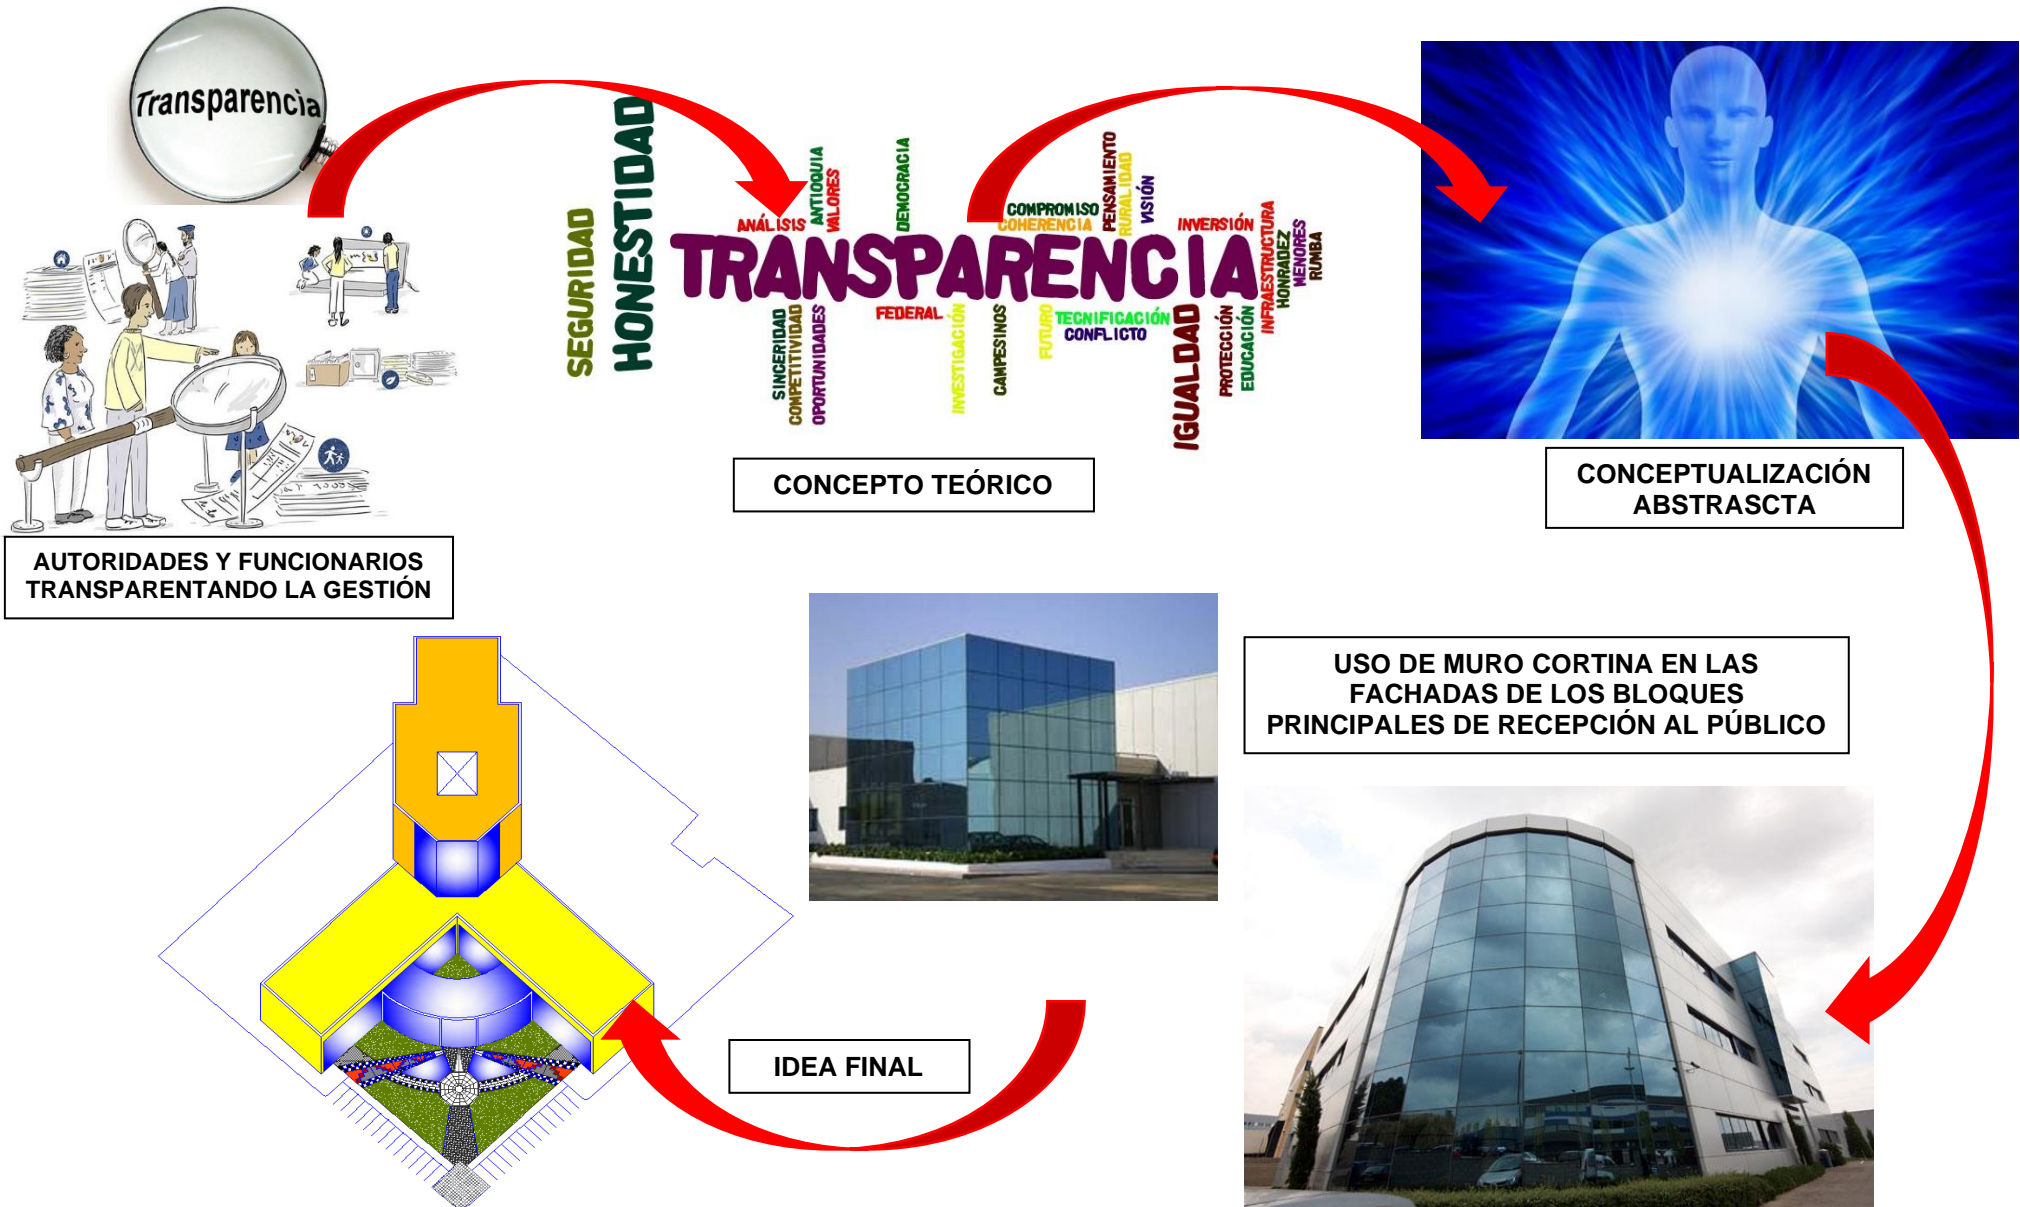 Transparencia
AUTORIDADES Y FUNCIONARIOS
TRANSPARENTANDO LA GESTIÓN
SEGURIDAD
HONESTIDAD
ANÁLISIS
ANTIOQUIA
VALORES
DEMOCRACIA
COMPROMISO
COHERENCIA
PENSAMIENTO
RURALIDAD
VISIÓN
INVERSIÓN
TRANSPARENCIA
INFRAESTRUCTURA
HONRADEZ
MENORES
RUMBA
SINCERIDAD
COMPETITIVIDAD
OPORTUNIDADES
FEDERAL
INVESTIGACIÓN
CAMPESINOS
FUTURO
TECNIFICACIÓN
CONFLICTO
IGUALDAD
PROTECCIÓN
EDUCACIÓN
CONCEPTO TEÓRICO
CONCEPTUALIZACIÓN
ABSTRASCTA
USO DE MURO CORTINA EN LAS
FACHADAS DE LOS BLOQUES
PRINCIPALES DE RECEPCIÓN AL PÚBLICO
IDEA FINAL